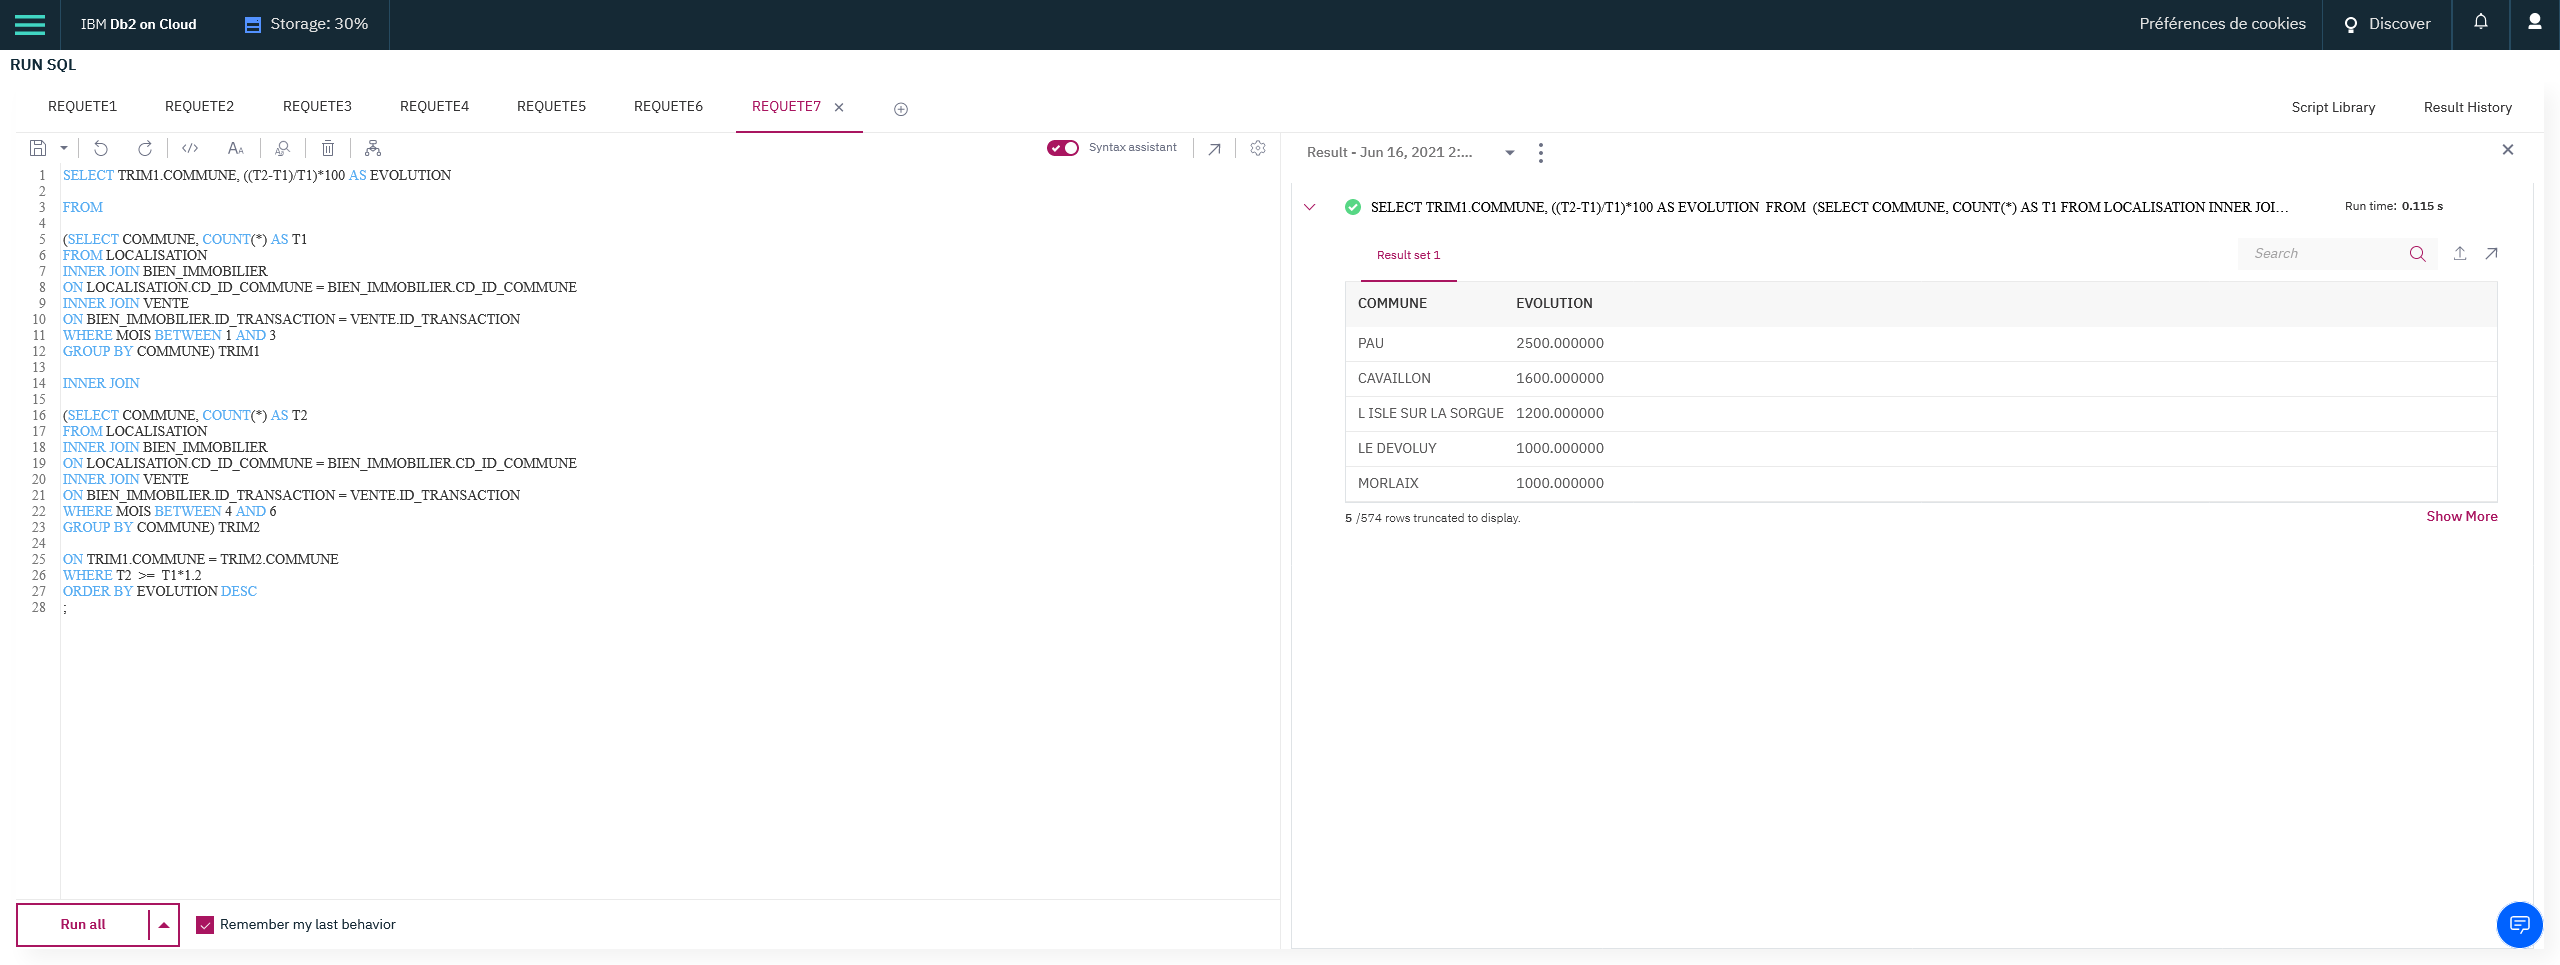 IBM Db2 on Cloud
Storage: 30%
Préférences de cookies
Discover
RUN SQL
REQUETE1
REQUETE2
REQUETE3
REQUETE4
REQUETE5
REQUETE6
REQUETE7
Script Library
Result History
Syntax assistant
1 SELECT TRIM1.COMMUNE, ((T2-T1)/T1)*100 AS EVOLUTION
2
3 FROM
4
5 (SELECT COMMUNE, COUNT(*) AS T1
6 FROM LOCALISATION
7 INNER JOIN BIEN_IMMOBILIER
8 ON LOCALISATION.CD_ID_COMMUNE = BIEN_IMMOBILIER.CD_ID_COMMUNE
9 INNER JOIN VENTE
10 ON BIEN_IMMOBILIER.ID_TRANSACTION = VENTE.ID_TRANSACTION
11 WHERE MOIS BETWEEN 1 AND 3
12 GROUP BY COMMUNE) TRIM1
13
14 INNER JOIN
15
16 (SELECT COMMUNE, COUNT(*) AS T2
17 FROM LOCALISATION
18 INNER JOIN BIEN_IMMOBILIER
19 ON LOCALISATION.CD_ID_COMMUNE = BIEN_IMMOBILIER.CD_ID_COMMUNE
20 INNER JOIN VENTE
21 ON BIEN_IMMOBILIER.ID_TRANSACTION = VENTE.ID_TRANSACTION
22 WHERE MOIS BETWEEN 4 AND 6
23 GROUP BY COMMUNE) TRIM2
24
25 ON TRIM1.COMMUNE = TRIM2.COMMUNE
26 WHERE T2 >= T1*1.2
27 ORDER BY EVOLUTION DESC
28 ;
Run all
Remember my last behavior
Result - Jun 16, 2021 2:...
SELECT TRIM1.COMMUNE, ((T2-T1)/T1)*100 AS EVOLUTION FROM (SELECT COMMUNE, COUNT(*) AS T1 FROM LOCALISATION INNER JOI...
Run time: 0.115 s
Result set 1
Search
COMMUNE EVOLUTION
PAU 2500.000000
CAVAILLON 1600.000000
L ISLE SUR LA SORGUE 1200.000000
LE DEVOLUY 1000.000000
MORLAIX 1000.000000
5 /574 rows truncated to display.
Show More